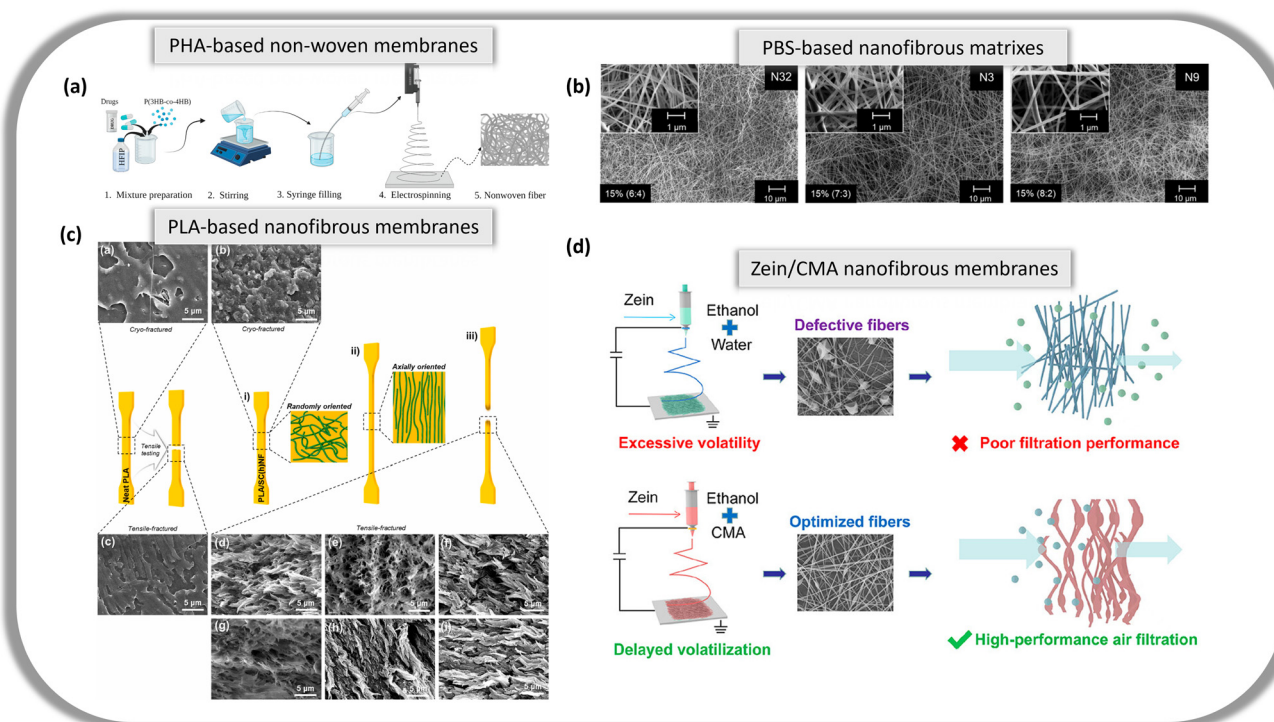 PHA-based non-woven membranes
(a)
Drugs
P(3HB-co-4HB)
HFIP
1. Mixture preparation
2. Stirring
3. Syringe filling
4. Electrospinning
5. Nonwoven fiber
PBS-based nanofibrous matrixes
(b)
N32
1 µm
15% (6:4)
10 µm
N3
1 µm
15% (7:3)
10 µm
N9
1 µm
15% (8:2)
10 µm
PLA-based nanofibrous membranes
(c)
(a)
5 µm
Cryo-fractured
(b)
5 µm
Cryo-fractured
Neat PLA
Tensile
testing
i)
PLA/SC(h)NF
Randomly oriented
ii)
Axially oriented
iii)
Tensile-fractured
Tensile-fractured
(c)
5 µm
(d)
5 µm
(e)
5 µm
(f)
5 µm
(g)
5 µm
(h)
5 µm
(i)
5 µm
(d)
Zein/CMA nanofibrous membranes
Zein
Ethanol
Water
Excessive volatility
Defective fibers
Poor filtration performance
Zein
Ethanol
CMA
Delayed volatilization
Optimized fibers
High-performance air filtration